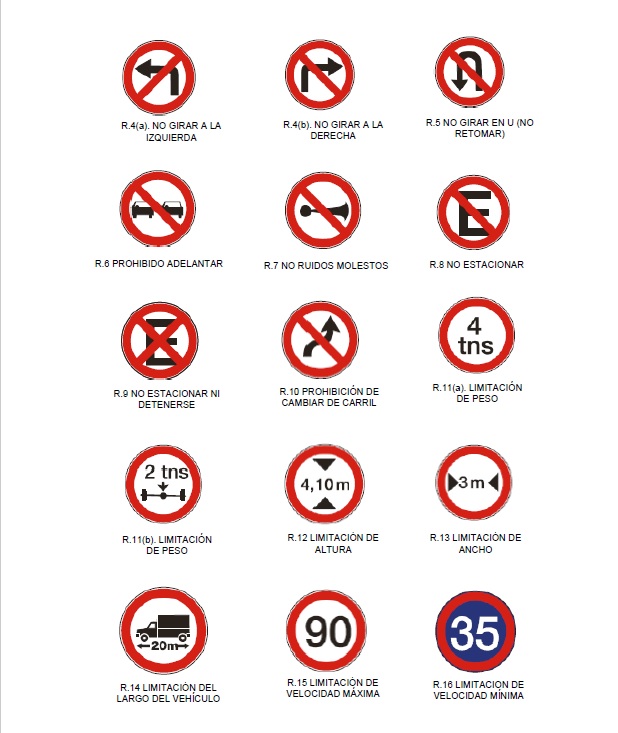 R.4(a). NO GIRAR A LA
IZQUIERDA
R.4(b). NO GIRAR A LA
DERECHA
R.5 NO GIRAR EN U (NO
RETOMAR)
E
R.6 PROHIBIDO ADELANTAR
R.7 NO RUIDOS MOLESTOS
R.8 NO ESTACIONAR
E
4
tns
R.9 NO ESTACIONAR NI
DETENERSE
R.10 PROHIBICIÓN DE
CAMBIAR DE CARRIL
R.11(a). LIMITACIÓN
DE PESO
2 tns
4,10 m
3 m
R.11(b). LIMITACIÓN
DE PESO
R.12 LIMITACIÓN DE
ALTURA
R.13 LIMITACIÓN DE
ANCHO
20m
90
35
R.14 LIMITACIÓN DEL
LARGO DEL VEHÍCULO
R.15 LIMITACIÓN DE
VELOCIDAD MÁXIMA
R.16 LIMITACION DE
VELOCIDAD MÍNIMA